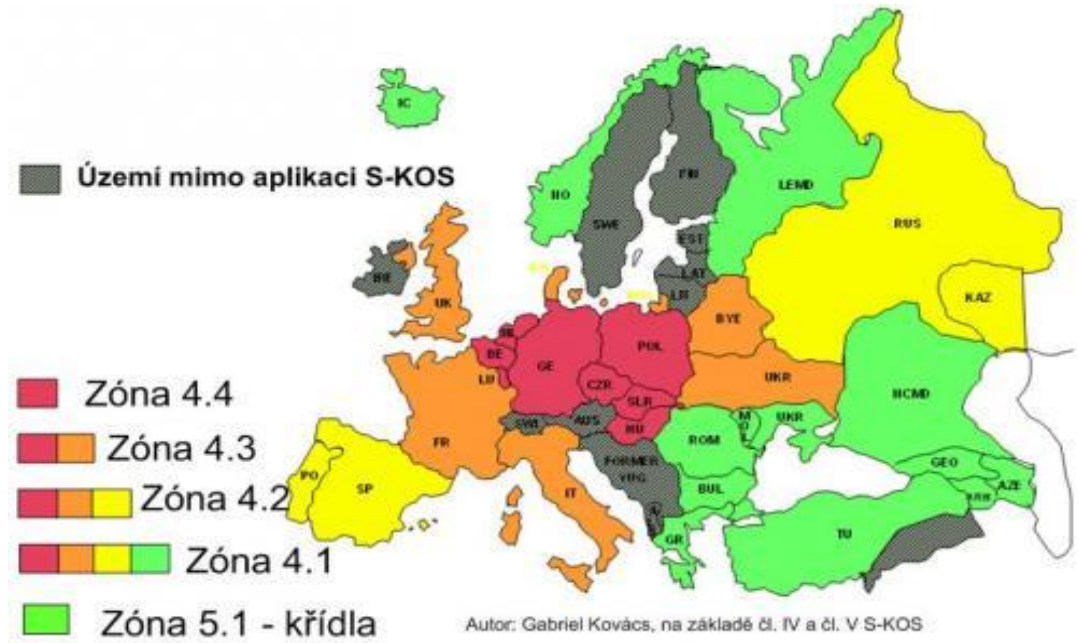 IC
Území mimo aplikaci S-KOS
NO
SWE
FIN
LEMD
RUS
EST
LAT
IRE
UK
BYE
KAZ
POL
BE
GE
LU
CZR
UKR
SLR
HU
AUS
SWI
FR
ROM
MOL
UKR
NCMD
FORMER
YUG
PO
SP
IT
BUL
GEO
AZE
GR
TU
Zóna 4.4
Zóna 4.3
Zóna 4.2
Zóna 4.1
Zóna 5.1 - křídla
Autor: Gabriel Kovács, na základě čl. IV a čl. V S-KOS